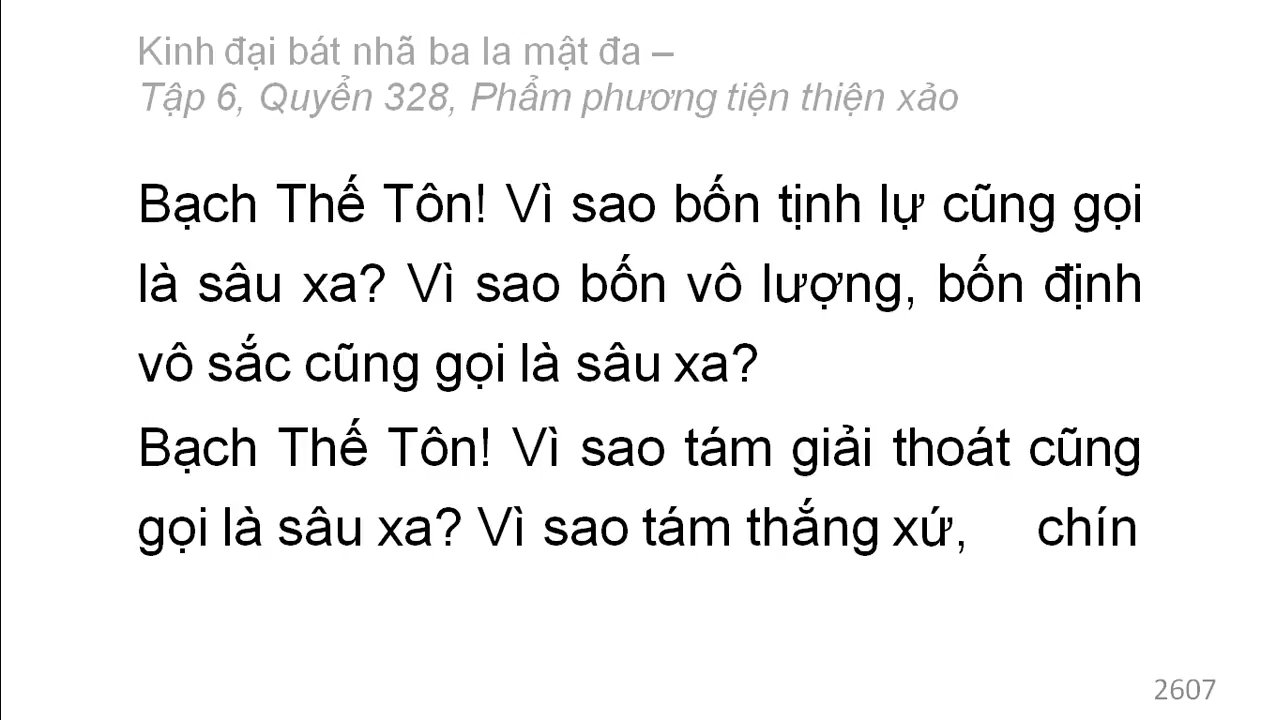 Kinh đại bát nhã ba la mật đa –
Tập 6, Quyển 328, Phẩm phương tiện thiện xảo
Bạch Thế Tôn! Vì sao bốn tịnh lự cũng gọi
là sâu xa? Vì sao bốn vô lượng, bốn định
vô sắc cũng gọi là sâu xa?
Bạch Thế Tôn! Vì sao tám giải thoát cũng
gọi là sâu xa? Vì sao tám thắng xứ, chín
2607